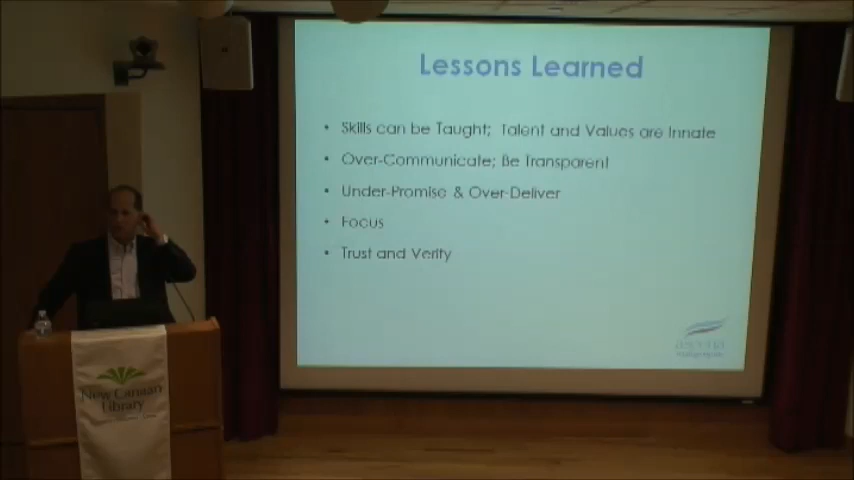 Lessons Learned
• Skills can be Taught; Talent and Values are Innate
• Over-Communicate; Be Transparent
• Under-Promise & Over-Deliver
• Focus
• Trust and Verify
New Canaan
Library